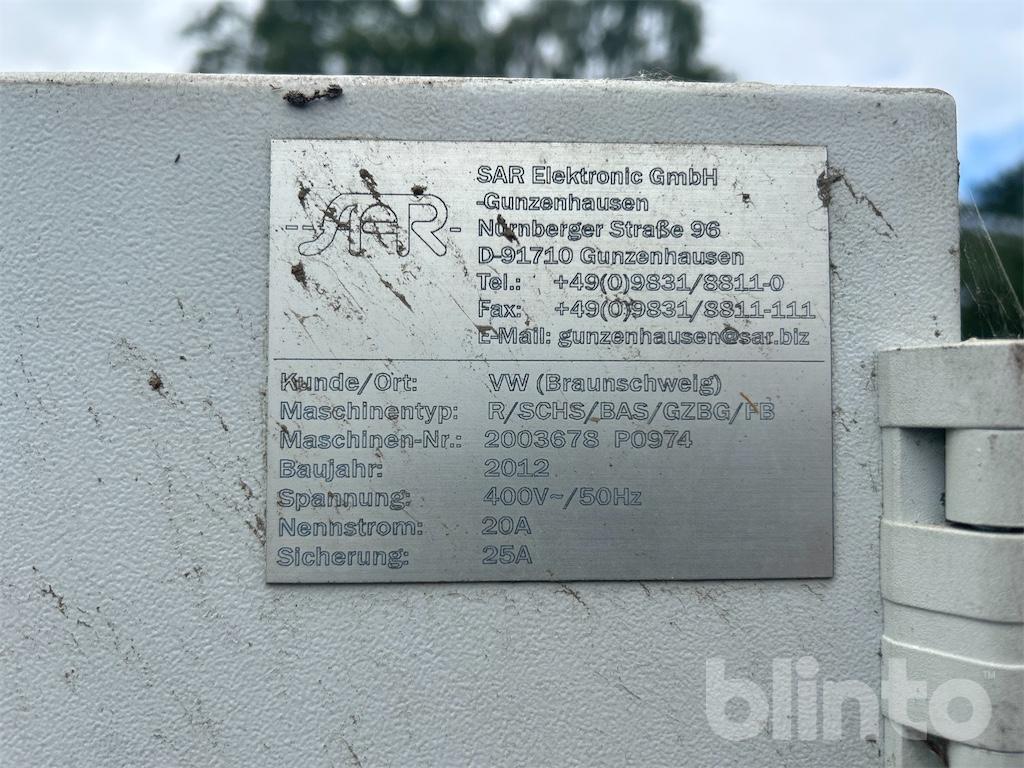 SAR
SAR Elektronic GmbH
-Gunzenhausen
Nürnberger Straße 96
D-91710 Gunzenhausen
Tel.: +49(0)9831/8811-0
Fax: +49(0)9831/8811-111
E-Mail: gunzenhausen@sar.biz
Kunde/Ort: VW (Braunschweig)
Maschinentyp: R/SCHS/BAS/GZBG/FB
Maschinen-Nr.: 2003678 P0974
Baujahr: 2012
Spannung: 400V~/50Hz
Nennstrom: 20A
Sicherung: 25A
blinto™